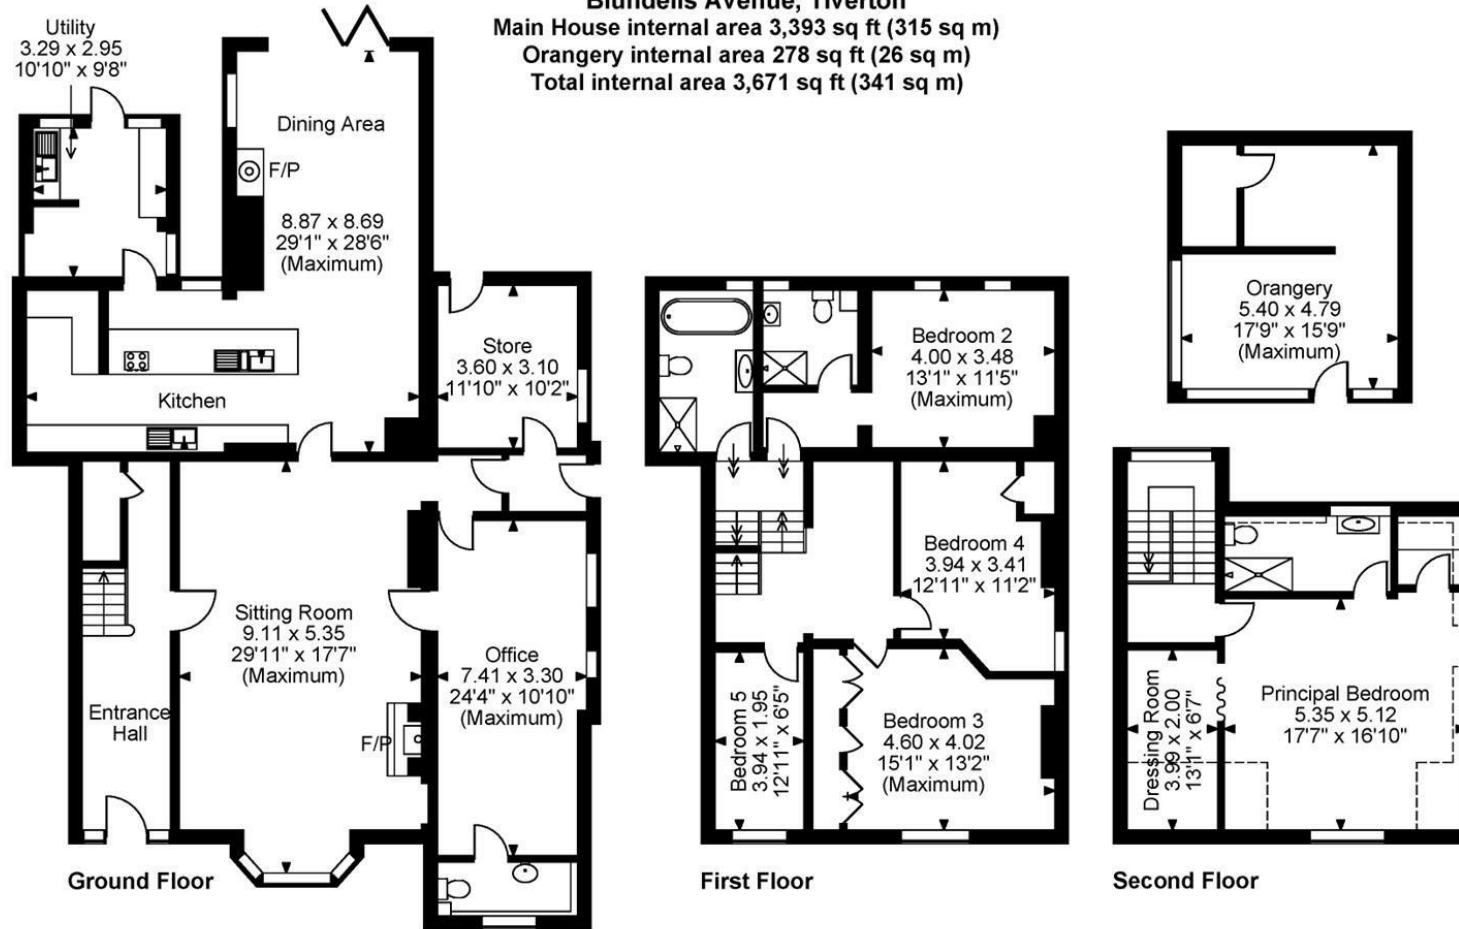 Blundells Avenue, Tiverton
Main House internal area 3,393 sq ft (315 sq m)
Orangery internal area 278 sq ft (26 sq m)
Total internal area 3,671 sq ft (341 sq m)
Utility
3.29 x 2.95
10'10" x 9'8"
Dining Area
F/P
8.87 x 8.69
29'1" x 28'6"
(Maximum)
Kitchen
Store
3.60 x 3.10
11'10" x 10'2"
Sitting Room
9.11 x 5.35
29'11" x 17'7"
(Maximum)
Office
7.41 x 3.30
24'4" x 10'10"
(Maximum)
Entrance
Hall
F/P
Ground Floor
Bedroom 2
4.00 x 3.48
13'1" x 11'5"
(Maximum)
Bedroom 4
3.94 x 3.41
12'11" x 11'2"
Bedroom 5
3.94 x 1.95
12'11" x 6'5"
Bedroom 3
4.60 x 4.02
15'1" x 13'2"
(Maximum)
First Floor
Orangery
5.40 x 4.79
17'9" x 15'9"
(Maximum)
Dressing Room
3.99 x 2.00
13'1" x 6'7"
Principal Bedroom
5.35 x 5.12
17'7" x 16'10"
Second Floor